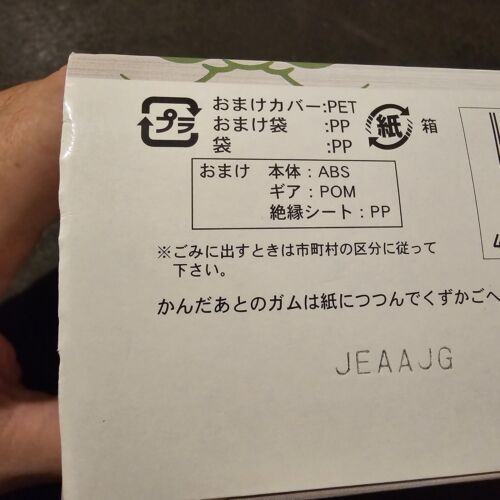 プラ
おまけカバー:PET
おまけ袋　　:PP
袋　　　　　:PP
紙 箱
おまけ　本体：ABS
ギア：POM
絶縁シート：PP
※ごみに出すときは市町村の区分に従って
下さい。
かんだあとのガムは紙につつんでくずかごへ
JEAAJG